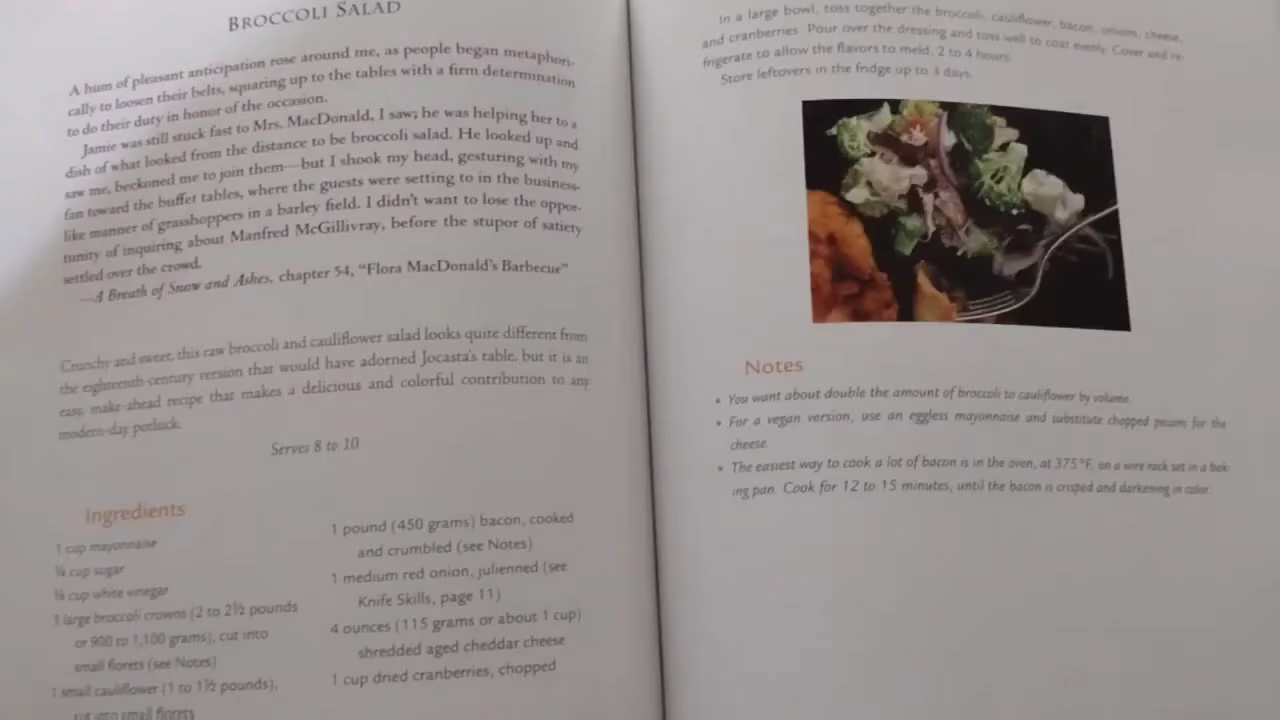 BROCCOLI SALAD
A hum of pleasant anticipation rose around me, as people began metaphori-
cally to loosen their belts, squaring up to the tables with a firm determination
to do their duty in honor of the occasion.
Jamie was still stuck fast to Mrs. MacDonald, I saw; he was helping her to a
dish of what looked from the distance to be broccoli salad. He looked up and
saw me, beckoned me to join them—but I shook my head, gesturing with my
fan toward the buffet tables, where the guests were setting to in the business-
like manner of grasshoppers in a barley field. I didn't want to lose the oppor-
tunity of inquiring about Manfred McGillivray, before the stupor of satiety
settled over the crowd.
—A Breath of Snow and Ashes, chapter 54, "Flora MacDonald's Barbecue"
Crunchy and sweet, this raw broccoli and cauliflower salad looks quite different from
the eighteenth-century version that would have adorned Jocasta's table, but it is an
easy, make-ahead recipe that makes a delicious and colorful contribution to any
modern-day potluck.
Serves 8 to 10
Ingredients
1 cup mayonnaise
¼ cup sugar
¼ cup white vinegar
3 large broccoli crowns (2 to 2½ pounds
or 900 to 1,100 grams), cut into
small florets (see Notes)
1 small cauliflower (1 to 1½ pounds),
cut into small florets
1 pound (450 grams) bacon, cooked
and crumbled (see Notes)
1 medium red onion, julienned (see
Knife Skills, page 11)
4 ounces (115 grams or about 1 cup)
shredded aged cheddar cheese
1 cup dried cranberries, chopped
In a large bowl, toss together the broccoli, cauliflower, bacon, onions, cheese,
and cranberries. Pour over the dressing and toss well to coat evenly. Cover and re-
frigerate to allow the flavors to meld, 2 to 4 hours.
Store leftovers in the fridge up to 3 days.
Notes
• You want about double the amount of broccoli to cauliflower by volume.
• For a vegan version, use an eggless mayonnaise and substitute chopped pecans for the
cheese.
• The easiest way to cook a lot of bacon is in the oven, at 375°F, on a wire rack set in a bak-
ing pan. Cook for 12 to 15 minutes, until the bacon is crisped and darkening in color.